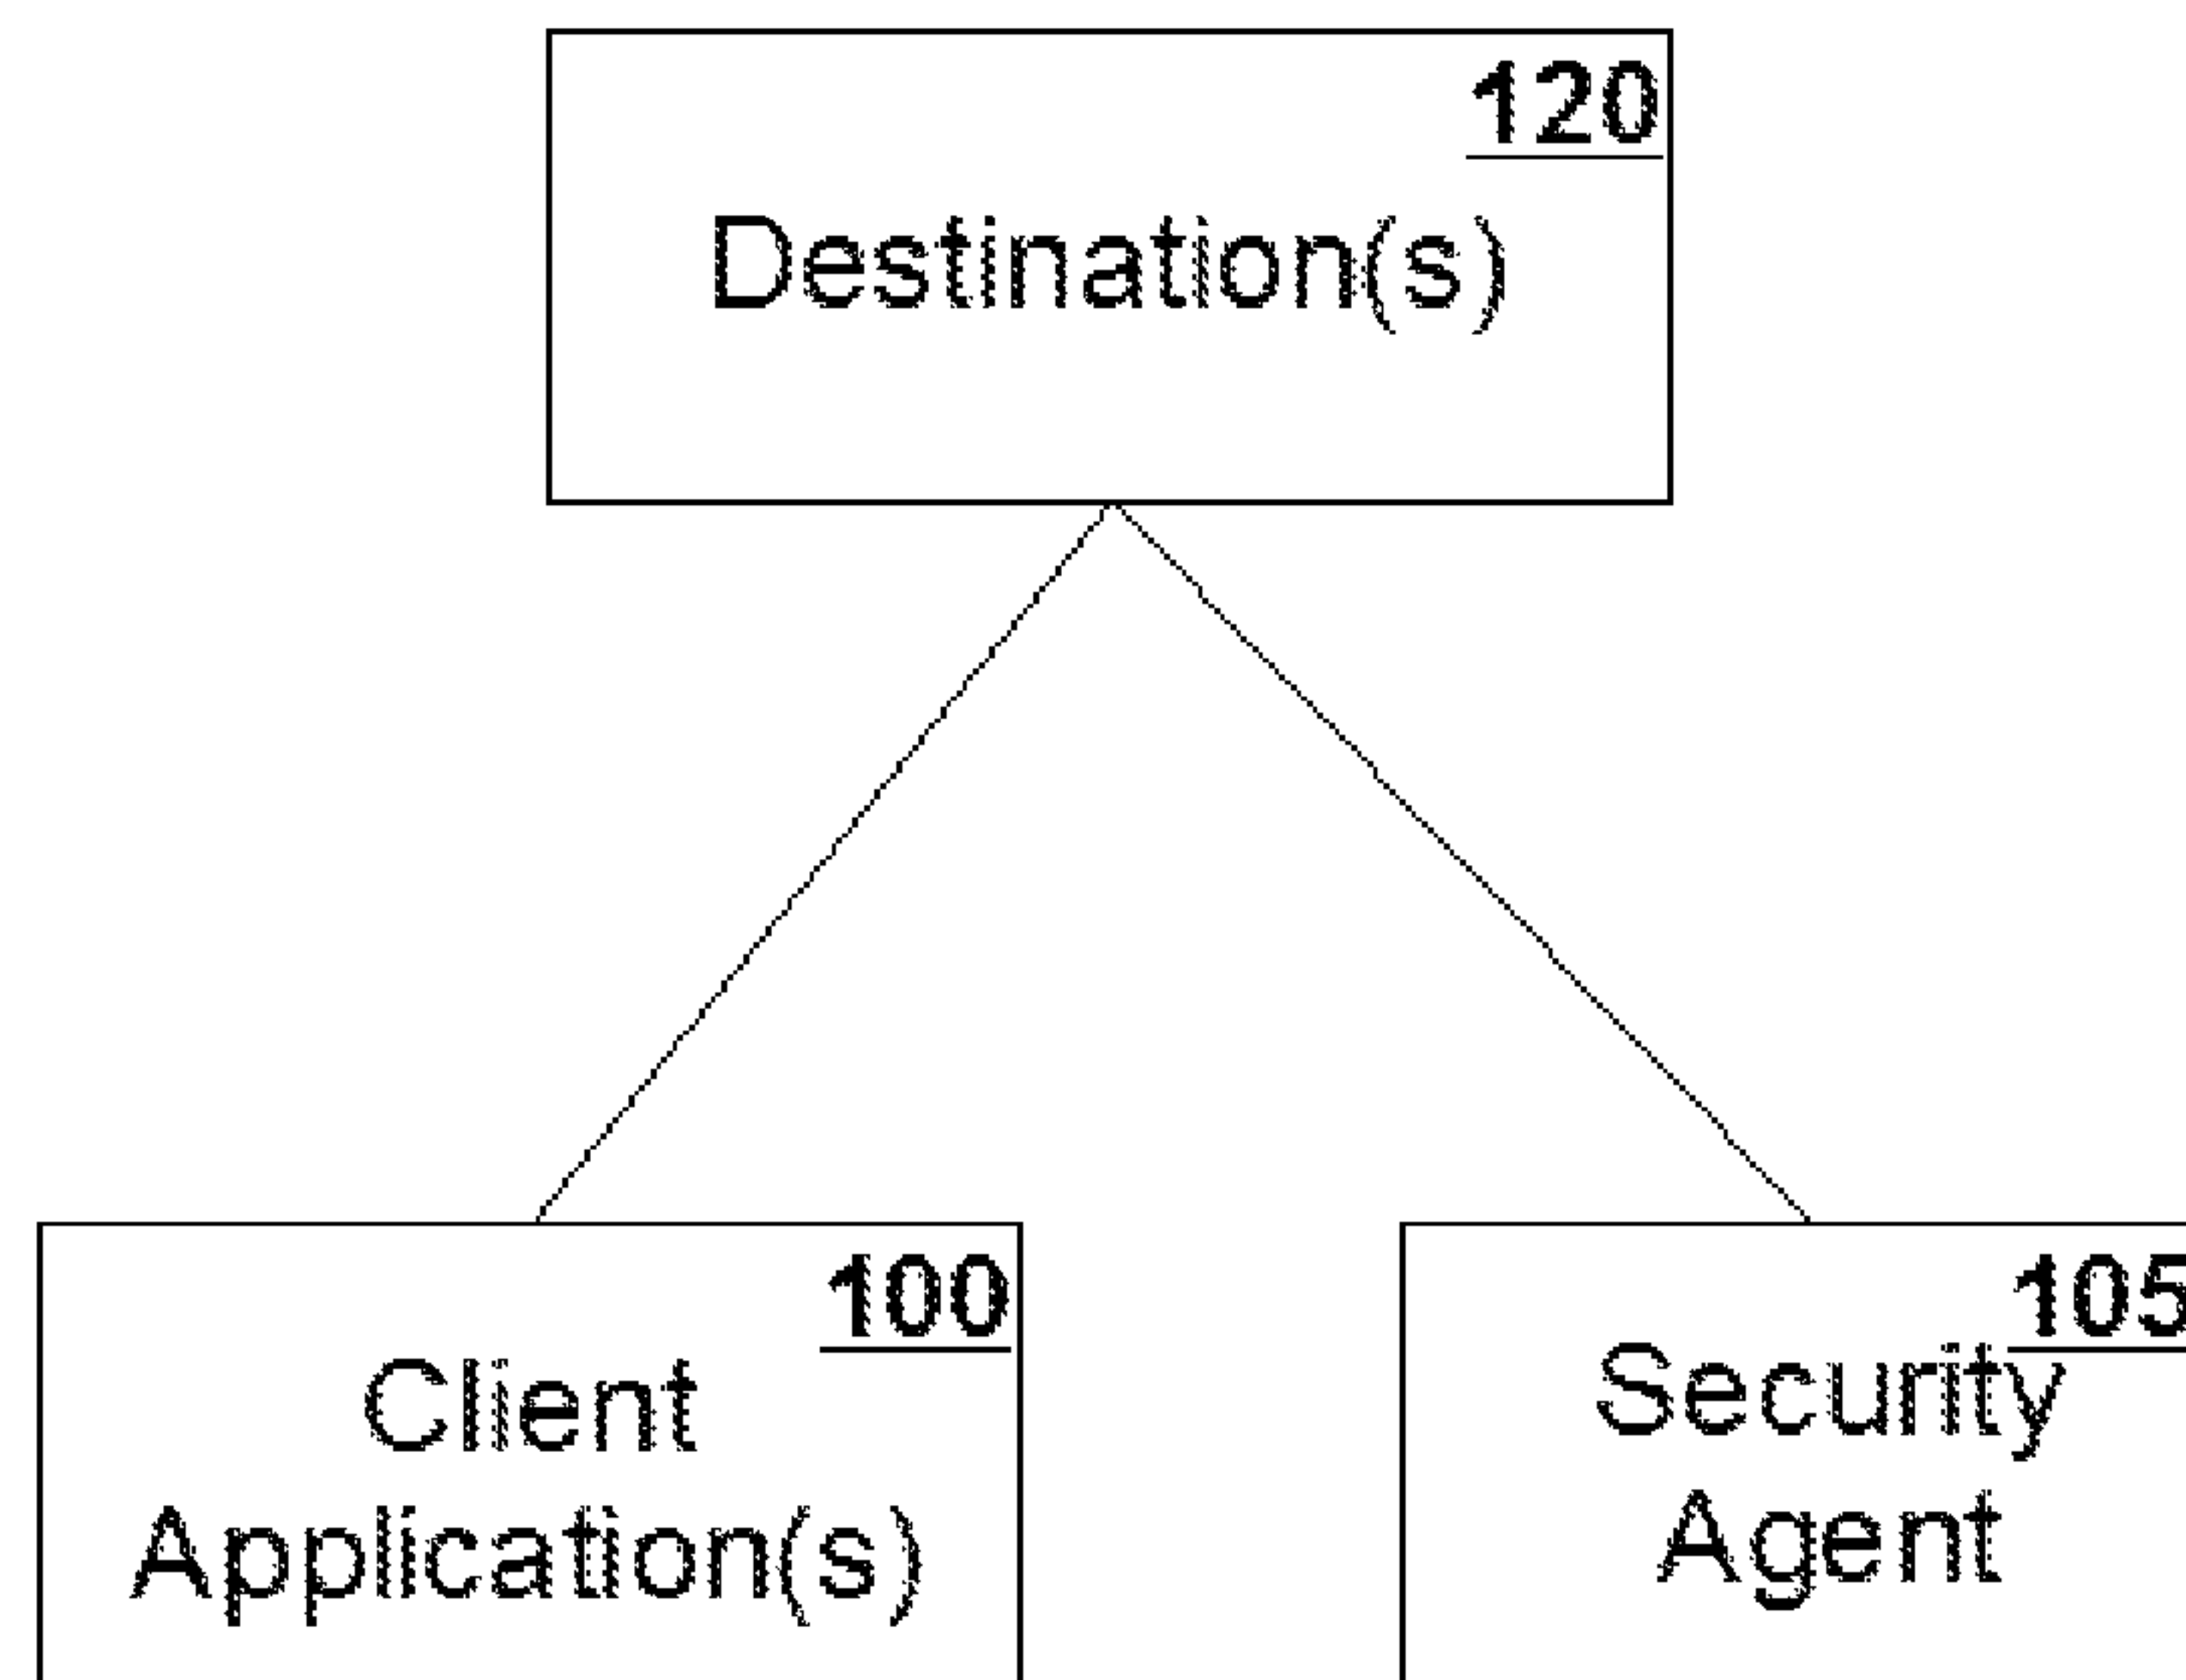 120
Destination(s)
100
Client
Application(s)
105
Security
Agent